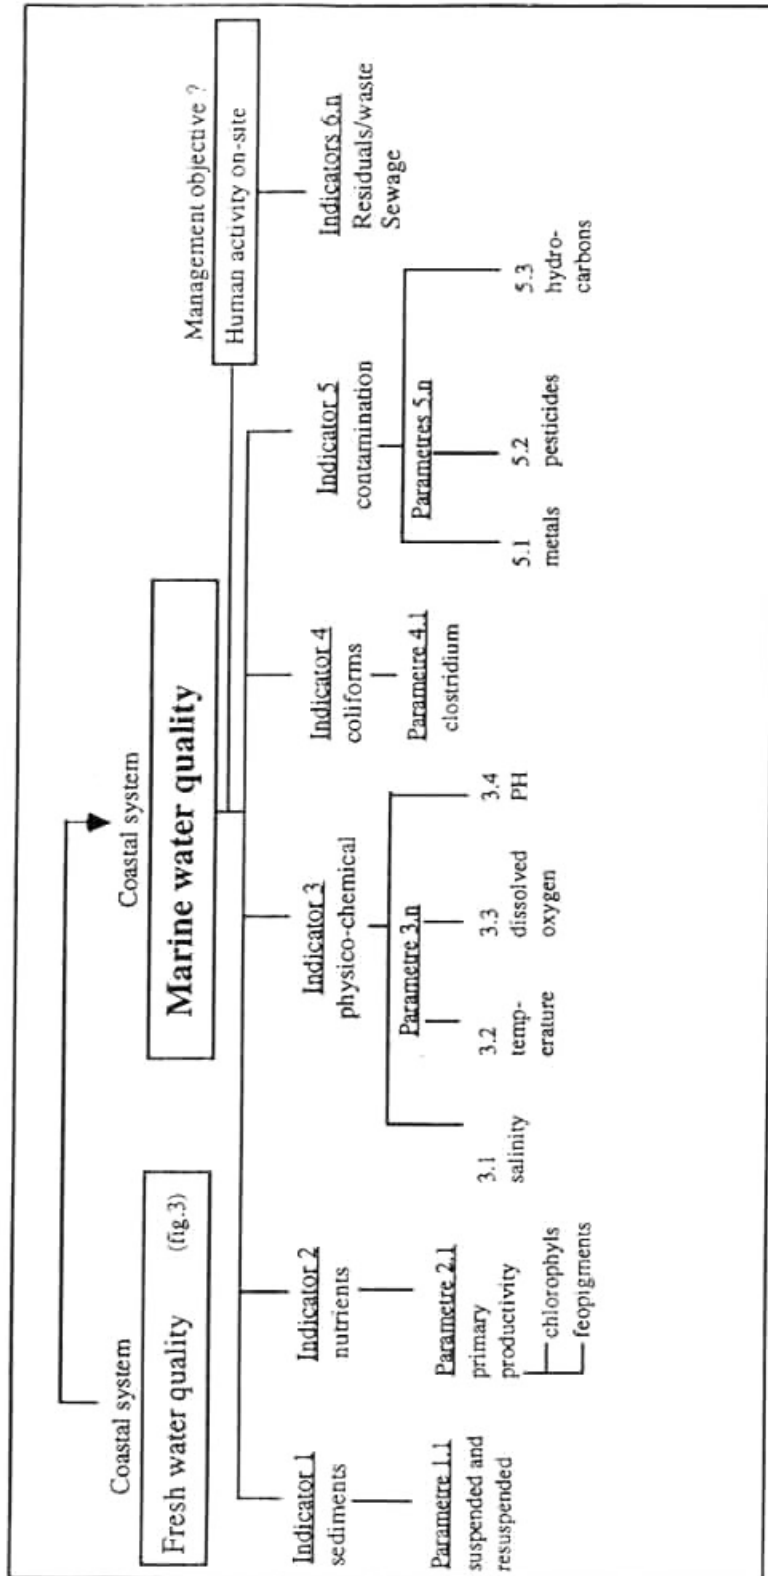 Management objective ?
Human activity on-site
Coastal system
Fresh water quality (fig.3)
Coastal system
Marine water quality
Indicator 1
sediments
Parametre 1.1
suspended and
resuspended
Indicator 2
nutrients
Parametre 2.1
primary
productivity
chlorophyls
feopigments
Indicator 3
physico-chemical
Parametre 3.n
3.1
salinity
3.2
temp-
erature
3.3
dissolved
oxygen
3.4
PH
Indicator 4
coliforms
Parametre 4.1
clostridium
Indicator 5
contamination
Parametres 5.n
5.1
metals
5.2
pesticides
5.3
hydro-
carbons
Indicators 6.n
Residuals/waste
Sewage